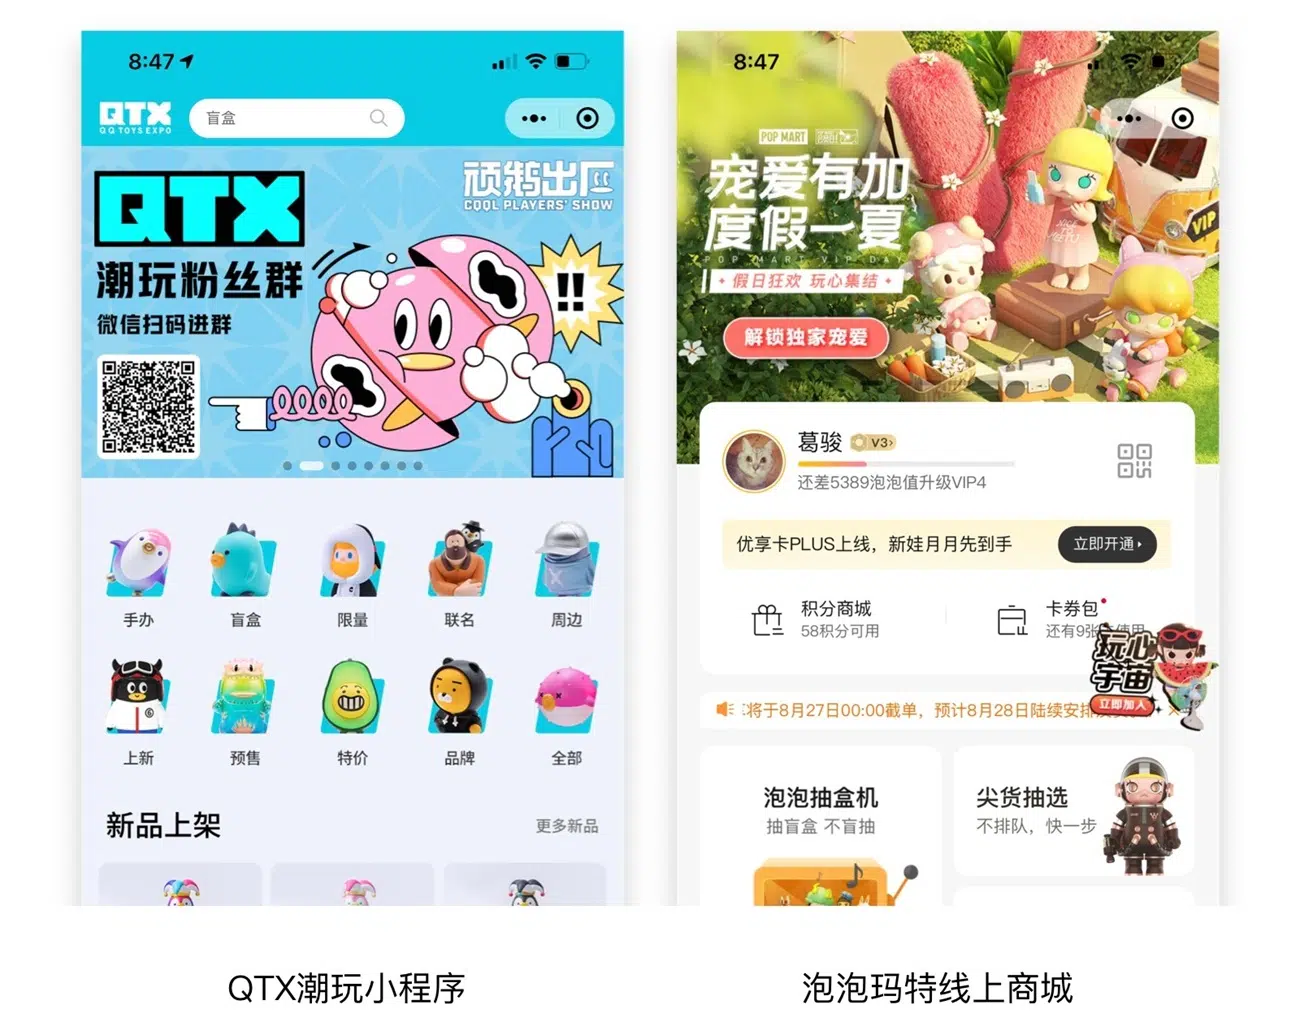 8:47
QTX
QQ TOYS EXPO
盲盒
QTX
潮玩粉丝群
微信扫码进群
顽鹅出厂
CQQL PLAYERS' SHOW
!!
手办
盲盒
限量
联名
周边
上新
预售
特价
品牌
全部
新品上架
更多新品
QTX潮玩小程序
8:47
POP MART
宠爱有加
度假一夏
POP MART VIP DAY
假日狂欢 玩心集结
解锁独家宠爱
VIP
葛骏
V3
还差5389泡泡值升级VIP4
优享卡PLUS上线，新娃月月先到手
立即开通
积分商城
58积分可用
卡券包
还有9张
使用
玩心
宇宙
立即加入
将于8月27日00:00截单，预计8月28日陆续安排
泡泡抽盒机
抽盲盒 不盲抽
尖货抽选
不排队，快一步
泡泡玛特线上商城